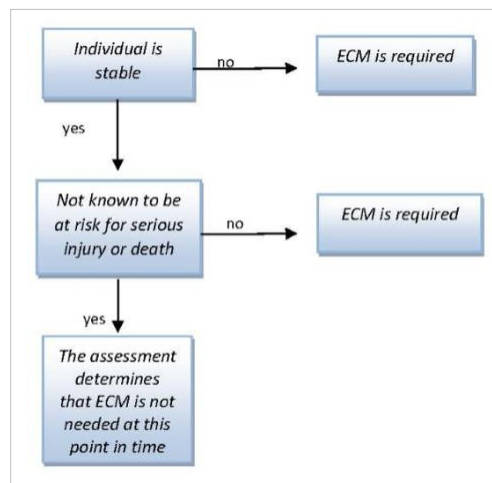 Individual is
stable
no
ECM is required
yes
Not known to be
at risk for serious
injury or death
no
ECM is required
yes
The assessment
determines
that ECM is not
needed at this
point in time